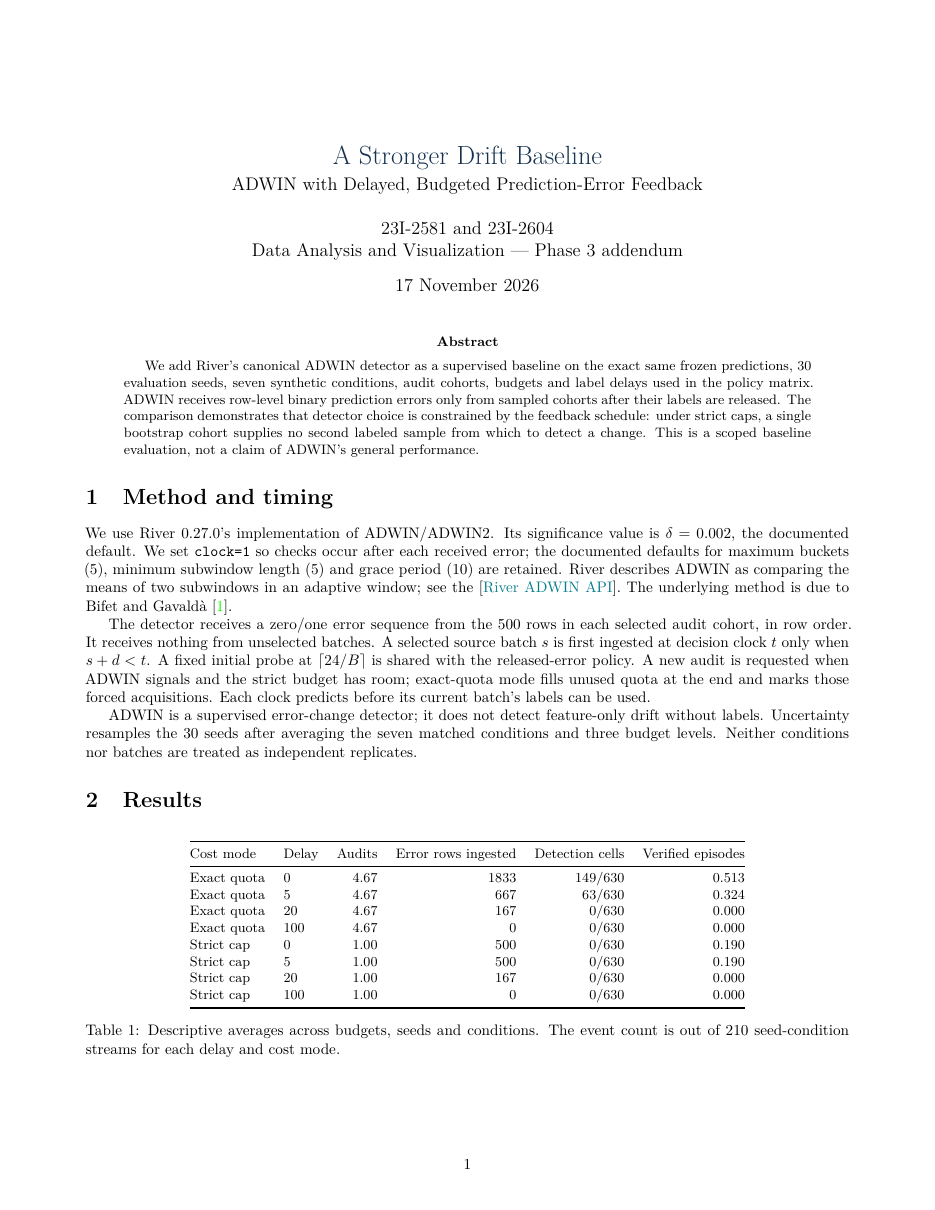 A Stronger Drift Baseline
ADWIN with Delayed, Budgeted Prediction-Error Feedback
23I-2581 and 23I-2604
Data Analysis and Visualization — Phase 3 addendum
17 November 2026
Abstract
We add River's canonical ADWIN detector as a supervised baseline on the exact same frozen predictions, 30
evaluation seeds, seven synthetic conditions, audit cohorts, budgets and label delays used in the policy matrix.
ADWIN receives row-level binary prediction errors only from sampled cohorts after their labels are released. The
comparison demonstrates that detector choice is constrained by the feedback schedule: under strict caps, a single
bootstrap cohort supplies no second labeled sample from which to detect a change. This is a scoped baseline
evaluation, not a claim of ADWIN's general performance.
1 Method and timing
We use River 0.27.0's implementation of ADWIN/ADWIN2. Its significance value is δ = 0.002, the documented
default. We set clock=1 so checks occur after each received error; the documented defaults for maximum buckets
(5), minimum subwindow length (5) and grace period (10) are retained. River describes ADWIN as comparing the
means of two subwindows in an adaptive window; see the [River ADWIN API]. The underlying method is due to
Bifet and Gavaldà [1].
The detector receives a zero/one error sequence from the 500 rows in each selected audit cohort, in row order.
It receives nothing from unselected batches. A selected source batch s is first ingested at decision clock t only when
s + d < t. A fixed initial probe at ⌈24/B⌉ is shared with the released-error policy. A new audit is requested when
ADWIN signals and the strict budget has room; exact-quota mode fills unused quota at the end and marks those
forced acquisitions. Each clock predicts before its current batch's labels can be used.
ADWIN is a supervised error-change detector; it does not detect feature-only drift without labels. Uncertainty
resamples the 30 seeds after averaging the seven matched conditions and three budget levels. Neither conditions
nor batches are treated as independent replicates.
2 Results
Cost mode Delay Audits Error rows ingested Detection cells Verified episodes
Exact quota 0 4.67 1833 149/630 0.513
Exact quota 5 4.67 667 63/630 0.324
Exact quota 20 4.67 167 0/630 0.000
Exact quota 100 4.67 0 0/630 0.000
Strict cap 0 1.00 500 0/630 0.190
Strict cap 5 1.00 500 0/630 0.190
Strict cap 20 1.00 167 0/630 0.000
Strict cap 100 1.00 0 0/630 0.000
Table 1: Descriptive averages across budgets, seeds and conditions. The event count is out of 210 seed-condition
streams for each delay and cost mode.
1